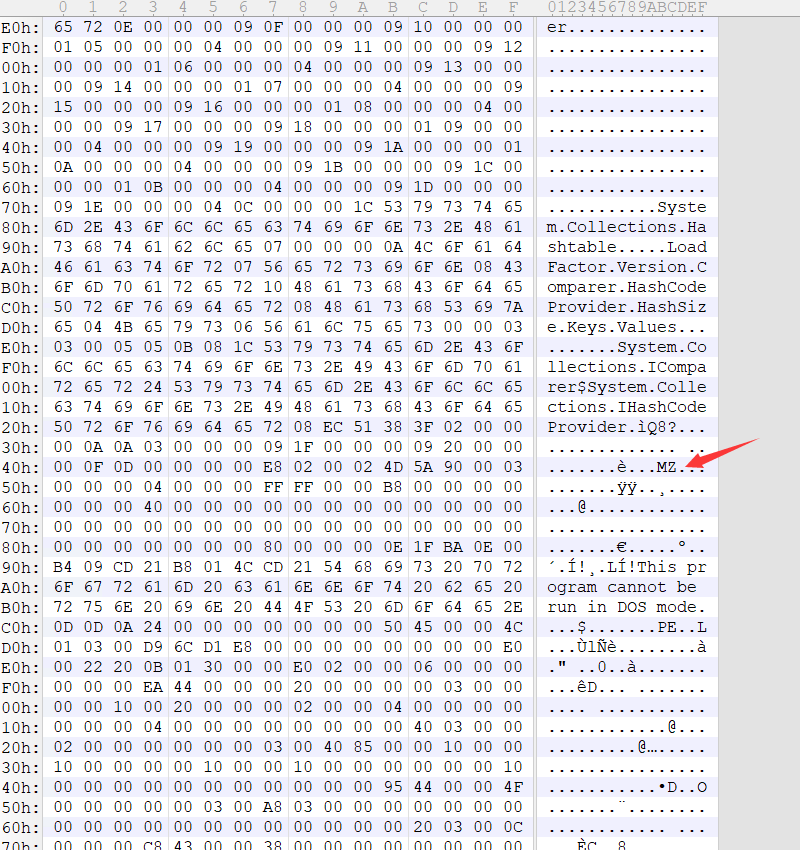 0 1 2 3 4 5 6 7 8 9 A B C D E F 0123456789ABCDEF
E0h: 65 72 0E 00 00 00 09 0F 00 00 00 09 10 00 00 00 er..............
F0h: 01 05 00 00 00 04 00 00 00 09 11 00 00 00 09 12 ................
00h: 00 00 00 01 06 00 00 00 04 00 00 00 09 13 00 00 ................
10h: 00 09 14 00 00 00 01 07 00 00 00 04 00 00 00 09 ................
20h: 15 00 00 00 09 16 00 00 00 01 08 00 00 00 04 00 ................
30h: 00 00 09 17 00 00 00 09 18 00 00 00 01 09 00 00 ................
40h: 00 04 00 00 00 09 19 00 00 00 09 1A 00 00 00 01 ................
50h: 0A 00 00 00 04 00 00 00 09 1B 00 00 00 09 1C 00 ................
60h: 00 00 01 0B 00 00 00 04 00 00 00 09 1D 00 00 00 ................
70h: 09 1E 00 00 00 04 0C 00 00 00 1C 53 79 73 74 65 ...........Syste
80h: 6D 2E 43 6F 6C 6C 65 63 74 69 6F 6E 73 2E 48 61 m.Collections.Ha
90h: 73 68 74 61 62 6C 65 07 00 00 00 0A 4C 6F 61 64 shtable.....Load
A0h: 46 61 63 74 6F 72 07 56 65 72 73 69 6F 6E 08 43 Factor.Version.C
B0h: 6F 6D 70 61 72 65 72 10 48 61 73 68 43 6F 64 65 omparer.HashCode
C0h: 50 72 6F 76 69 64 65 72 08 48 61 73 68 53 69 7A Provider.HashSiz
D0h: 65 04 4B 65 79 73 06 56 61 6C 75 65 73 00 00 03 e.Keys.Values...
E0h: 03 00 05 05 0B 08 1C 53 79 73 74 65 6D 2E 43 6F .......System.Co
F0h: 6C 6C 65 63 74 69 6F 6E 73 2E 49 43 6F 6D 70 61 llections.ICompa
00h: 72 65 72 24 53 79 73 74 65 6D 2E 43 6F 6C 6C 65 rer$System.Colle
10h: 63 74 69 6F 6E 73 2E 49 48 61 73 68 43 6F 64 65 ctions.IHashCode
20h: 50 72 6F 76 69 64 65 72 08 EC 51 38 3F 02 00 00 Provider.ìQ8?...
30h: 00 0A 0A 03 00 00 00 09 1F 00 00 00 09 20 00 00 ............. ..
40h: 00 0F 0D 00 00 00 00 E8 02 00 02 4D 5A 90 00 03 .......è...MZ...
50h: 00 00 00 04 00 00 00 FF FF 00 00 B8 00 00 00 00 .......ÿÿ..¸....
60h: 00 00 00 40 00 00 00 00 00 00 00 00 00 00 00 00 ...@............
70h: 00 00 00 00 00 00 00 00 00 00 00 00 00 00 00 00 ................
80h: 00 00 00 00 00 00 00 80 00 00 00 0E 1F BA 0E 00 .......€.....º..
90h: B4 09 CD 21 B8 01 4C CD 21 54 68 69 73 20 70 72 ´.Í!¸.LÍ!This pr
A0h: 6F 67 72 61 6D 20 63 61 6E 6E 6F 74 20 62 65 20 ogram cannot be
B0h: 72 75 6E 20 69 6E 20 44 4F 53 20 6D 6F 64 65 2E run in DOS mode.
C0h: 0D 0D 0A 24 00 00 00 00 00 00 00 50 45 00 00 4C ...$.......PE..L
D0h: 01 03 00 D9 6C D1 E8 00 00 00 00 00 00 00 00 E0 ...ÙlÑè........à
E0h: 00 22 20 0B 01 30 00 00 E0 02 00 00 06 00 00 00 ." ..0..à.......
F0h: 00 00 00 EA 44 00 00 00 20 00 00 00 00 03 00 00 ...êD... .......
00h: 00 00 10 00 20 00 00 00 02 00 00 04 00 00 00 00 .... ...........
10h: 00 00 00 04 00 00 00 00 00 00 00 00 40 03 00 00 ............@...
20h: 02 00 00 00 00 00 00 03 00 40 85 00 00 10 00 00 .........@….....
30h: 10 00 00 00 00 10 00 00 10 00 00 00 00 00 00 10 ................
40h: 00 00 00 00 00 00 00 00 00 00 00 95 44 00 00 4F ...........•D..O
50h: 00 00 00 00 00 03 00 A8 03 00 00 00 00 00 00 00 .......¨........
60h: 00 00 00 00 00 00 00 00 00 00 00 00 20 03 00 0C ............ ...
70h: 00 00 00 C8 43 00 00 38 00 00 00 00 00 00 00 00 ...ÈC..8